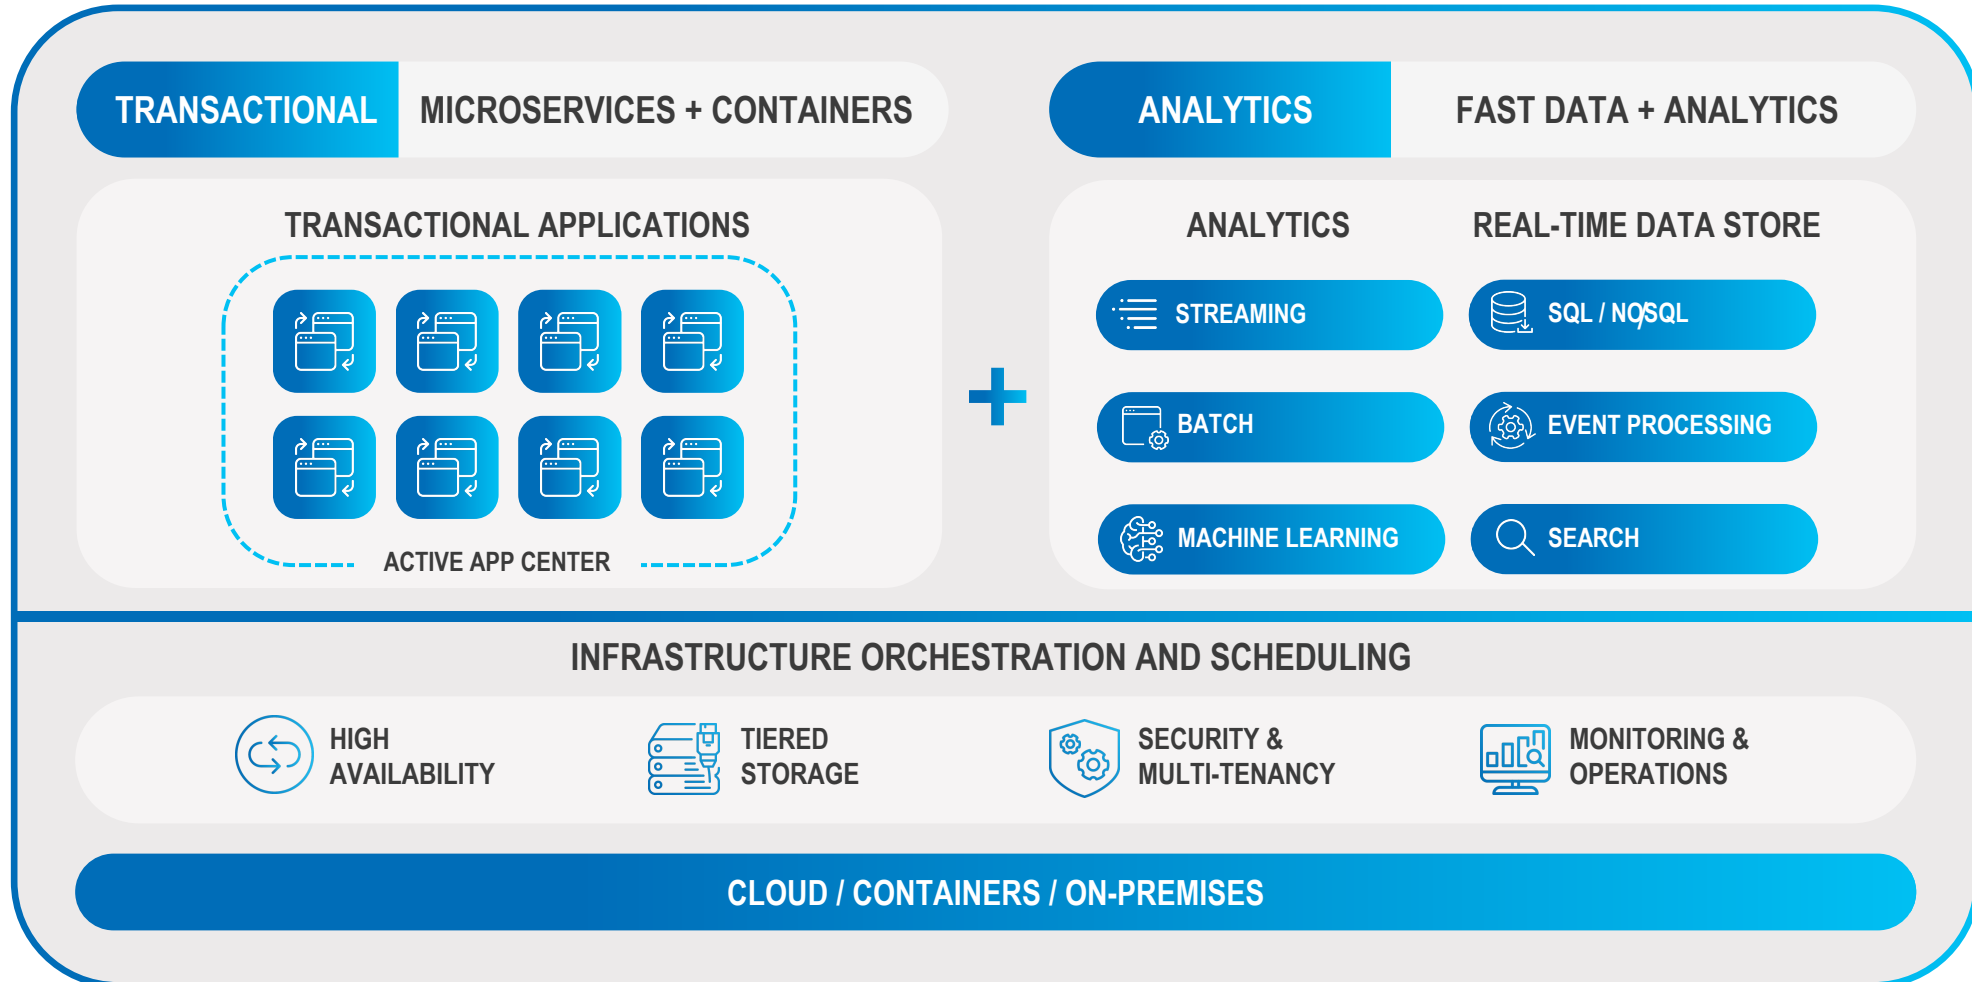 TRANSACTIONAL MICROSERVICES + CONTAINERS
ANALYTICS FAST DATA + ANALYTICS
TRANSACTIONAL APPLICATIONS
ACTIVE APP CENTER
ANALYTICS
STREAMING
BATCH
MACHINE LEARNING
REAL-TIME DATA STORE
SQL / NO/SQL
EVENT PROCESSING
SEARCH
INFRASTRUCTURE ORCHESTRATION AND SCHEDULING
HIGH
AVAILABILITY
TIERED
STORAGE
SECURITY &
MULTI-TENANCY
MONITORING &
OPERATIONS
CLOUD / CONTAINERS / ON-PREMISES